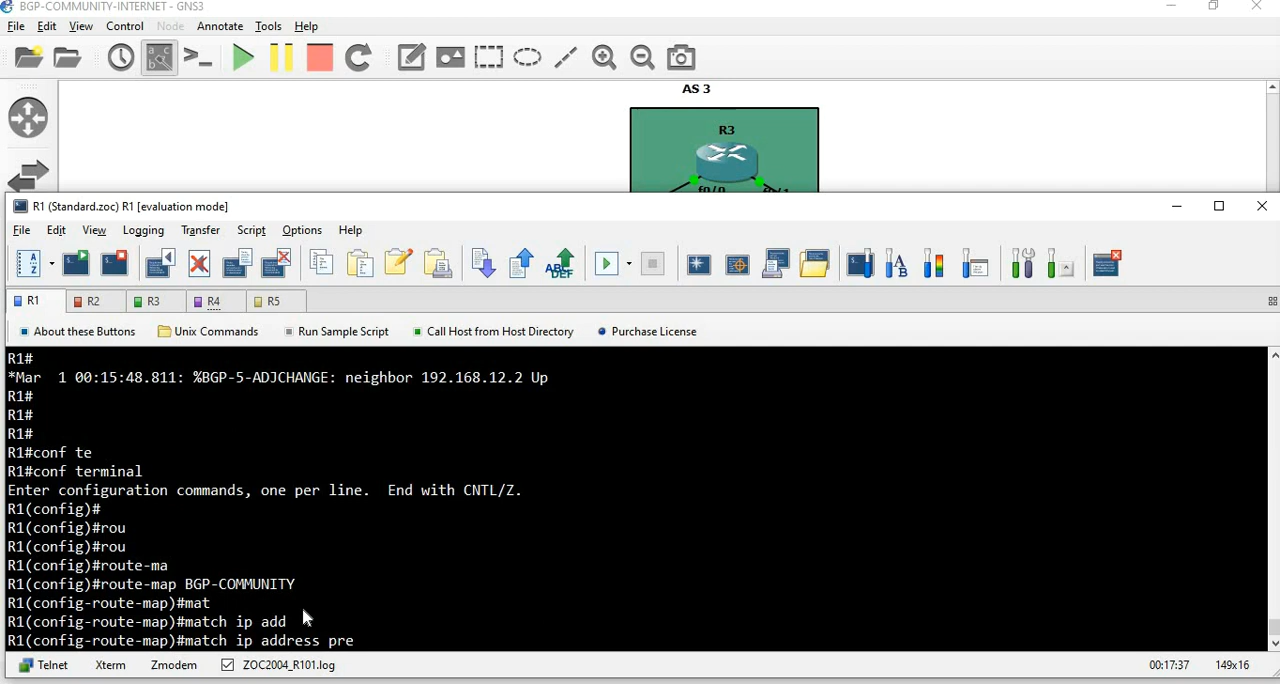 BGP-COMMUNITY-INTERNET - GNS3
File Edit View Control Node Annotate Tools Help
AS 3
R3
R1 (Standard.zoc) R1 [evaluation mode]
File Edit View Logging Transfer Script Options Help
R1 R2 R3 R4 R5
About these Buttons Unix Commands Run Sample Script Call Host from Host Directory Purchase License
R1#
*Mar 1 00:15:48.811: %BGP-5-ADJCHANGE: neighbor 192.168.12.2 Up
R1#
R1#
R1#
R1#conf te
R1#conf terminal
Enter configuration commands, one per line. End with CNTL/Z.
R1(config)#
R1(config)#rou
R1(config)#rou
R1(config)#route-ma
R1(config)#route-map BGP-COMMUNITY
R1(config-route-map)#mat
R1(config-route-map)#match ip add
R1(config-route-map)#match ip address pre
Telnet Xterm Zmodem ZOC2004_R101.log 00:17:37 149x16